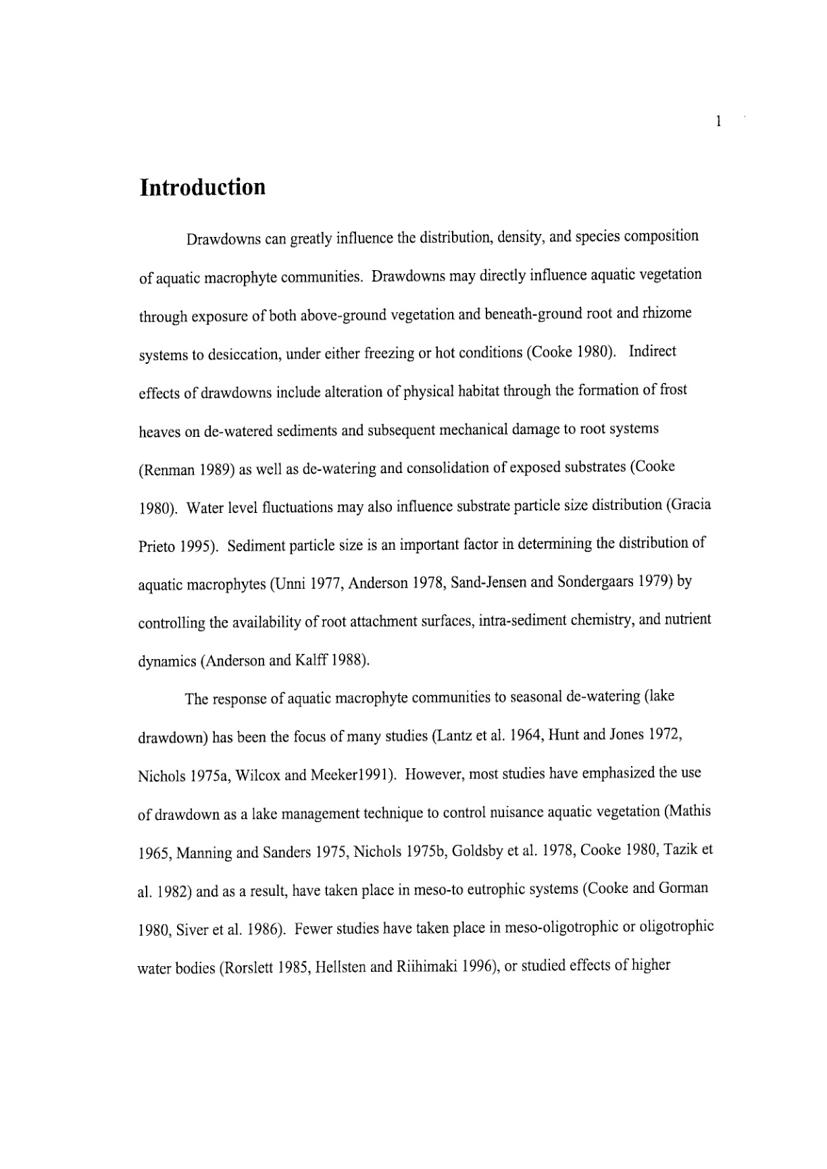 1
Introduction
Drawdowns can greatly influence the distribution, density, and species composition
of aquatic macrophyte communities.  Drawdowns may directly influence aquatic vegetation
through exposure of both above-ground vegetation and beneath-ground root and rhizome
systems to desiccation, under either freezing or hot conditions (Cooke 1980).   Indirect
effects of drawdowns include alteration of physical habitat through the formation of frost
heaves on de-watered sediments and subsequent mechanical damage to root systems
(Renman 1989) as well as de-watering and consolidation of exposed substrates (Cooke
1980).  Water level fluctuations may also influence substrate particle size distribution (Gracia
Prieto 1995).  Sediment particle size is an important factor in determining the distribution of
aquatic macrophytes (Unni 1977, Anderson 1978, Sand-Jensen and Sondergaars 1979) by
controlling the availability of root attachment surfaces, intra-sediment chemistry, and nutrient
dynamics (Anderson and Kalff 1988).
The response of aquatic macrophyte communities to seasonal de-watering (lake
drawdown) has been the focus of many studies (Lantz et al. 1964, Hunt and Jones 1972,
Nichols 1975a, Wilcox and Meeker1991).  However, most studies have emphasized the use
of drawdown as a lake management technique to control nuisance aquatic vegetation (Mathis
1965, Manning and Sanders 1975, Nichols 1975b, Goldsby et al. 1978, Cooke 1980, Tazik et
al. 1982) and as a result, have taken place in meso-to eutrophic systems (Cooke and Gorman
1980, Siver et al. 1986).  Fewer studies have taken place in meso-oligotrophic or oligotrophic
water bodies (Rorslett 1985, Hellsten and Riihimaki 1996), or studied effects of higher